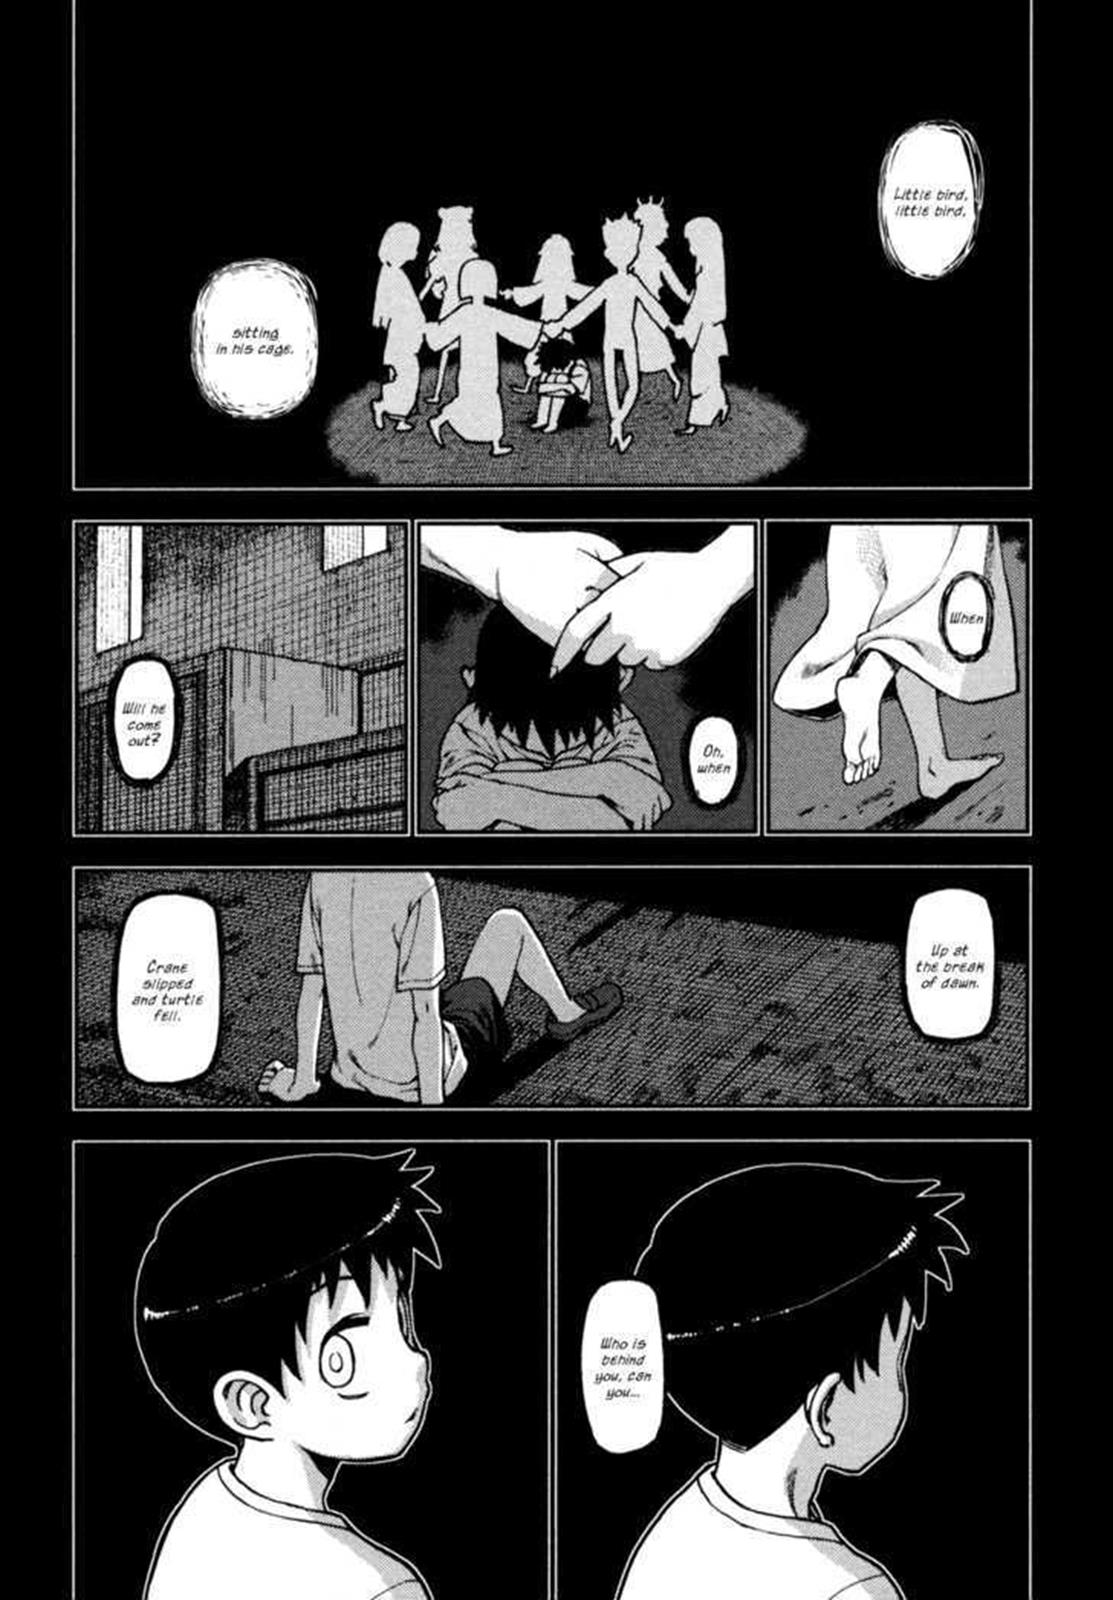 Little bird,
little bird,
sitting
in his cage.
When
Oh,
when
Will he
come
out?
Up at
the break
of dawn.
Crane
slipped
and turtle
fell.
Who is
behind
you, can
you...